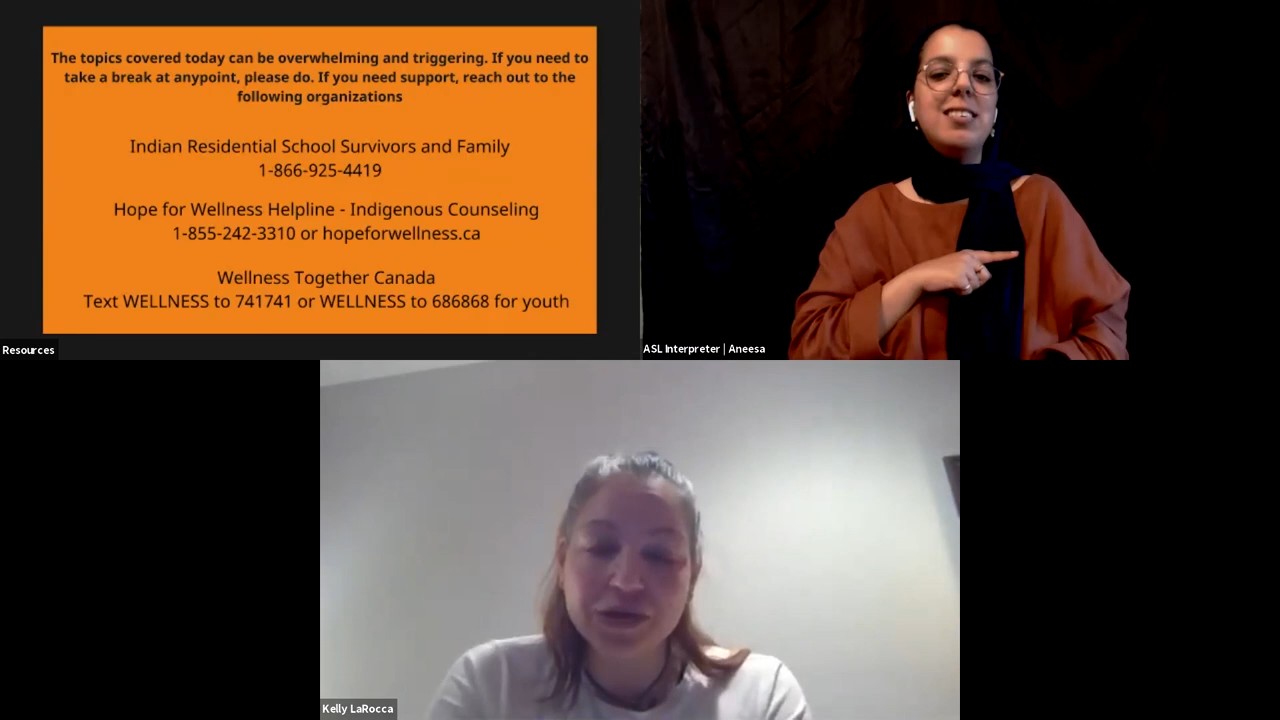 The topics covered today can be overwhelming and triggering. If you need to
take a break at anypoint, please do. If you need support, reach out to the
following organizations
Indian Residential School Survivors and Family
1-866-925-4419
Hope for Wellness Helpline - Indigenous Counseling
1-855-242-3310 or hopeforwellness.ca
Wellness Together Canada
Text WELLNESS to 741741 or WELLNESS to 686868 for youth
Resources
ASL Interpreter | Aneesa
Kelly LaRocca